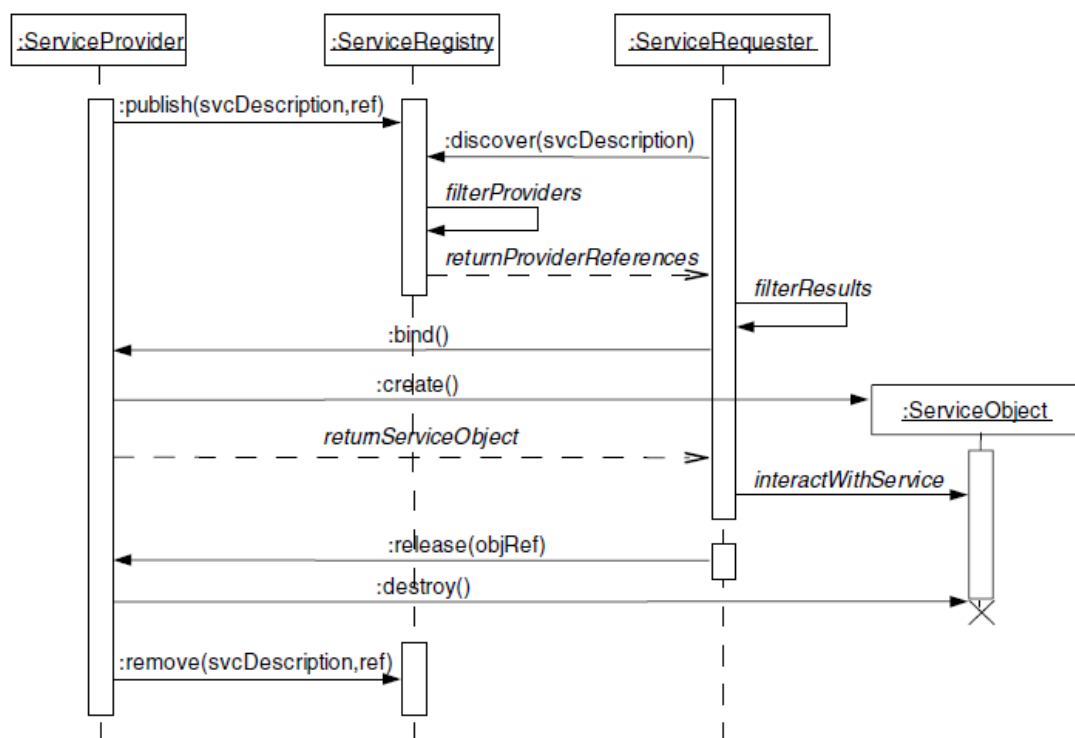 :ServiceProvider
:ServiceRegistry
:ServiceRequester
:publish(svcDescription,ref)
:discover(svcDescription)
filterProviders
returnProviderReferences
filterResults
:bind()
:create()
:ServiceObject
returnServiceObject
interactWithService
:release(objRef)
:destroy()
:remove(svcDescription,ref)